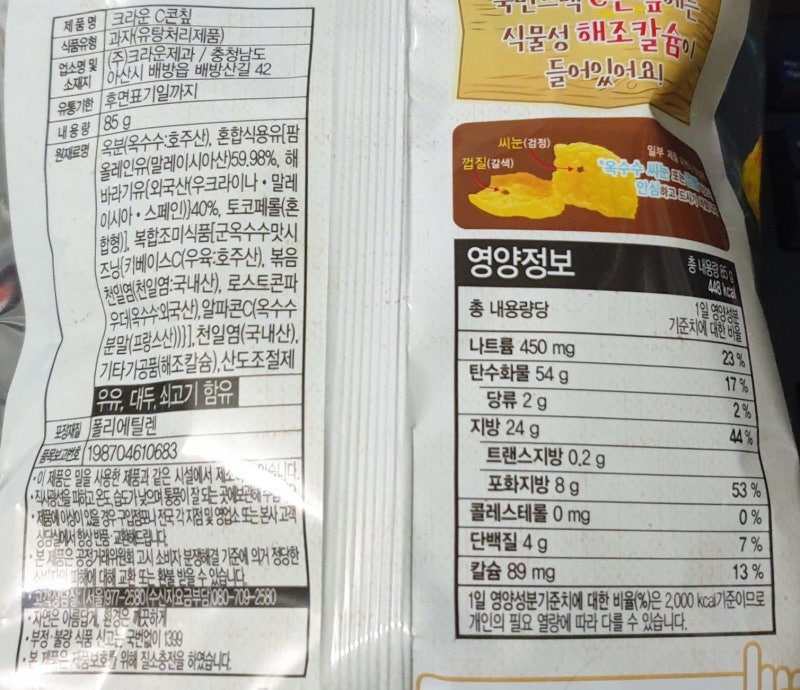 제품명 크라운 C콘칲
식품유형 과자(유탕처리제품)
업소명 및 소재지 (주)크라운제과 / 충청남도
아산시 배방읍 배방산길 42
유통기한 후면표기일까지
내용량 85 g
원재료명 옥분(옥수수:호주산), 혼합식용유[팜
올레인유(말레이시아산)59.98%, 해
바라기유{외국산(우크라이나・말레
이시아・스페인)}40%, 토코페롤(혼
합형)], 복합조미식품[군옥수수맛시
즈닝{키베이스C(우육:호주산), 볶음
천일염(천일염:국내산), 로스트콘파
우더(옥수수:외국산), 알파콘C(옥수수
분말(프랑스산))}], 천일염(국내산),
기타가공품(해조칼슘), 산도조절제
우유, 대두, 쇠고기 함유
포장재질 폴리에틸렌
품목보고번호 198704610683
・이 제품은 밀을 사용한 제품과 같은 시설에서
・직사광선을 피하고 온도, 습도가 낮으며 통풍이 잘 되는 곳에 보관해
・제품에 이상이 있을 경우 구입점포나 전국 각 지점 및 영업소 또는 본사 고객
상담실에서 항상 반품·교환해드립니다.
・본 제품은 공정거래위원회 고시 소비자 분쟁해결 기준에 의거 정당한
소비자의 피해에 대해 교환 또는 환불 받을 수 있습니다.
고객상담실 서울)977-2580 수신자요금부담)080-709-2580
・자연은 아름답게, 환경은 깨끗하게
・부정·불량 식품 신고는 국번없이 1399
・본 제품은 제품보호를 위해 질소충전을 하였습니다.
식물성 해조칼슘이
들어있어요!
씨눈(검정)
껍질(갈색)
일부 제품
*옥수수 씨눈 또는
안심하고 드시기
영양정보
총 내용량 85 g
448 kcal
총 내용량당
1일 영양성분
기준치에 대한 비율
나트륨 450 mg 23 %
탄수화물 54 g 17 %
당류 2 g 2 %
지방 24 g 44 %
트랜스지방 0.2 g
포화지방 8 g 53 %
콜레스테롤 0 mg 0 %
단백질 4 g 7 %
칼슘 89 mg 13 %
1일 영양성분기준치에 대한 비율(%)은 2,000 kcal기준이므로
개인의 필요 열량에 따라 다를 수 있습니다.